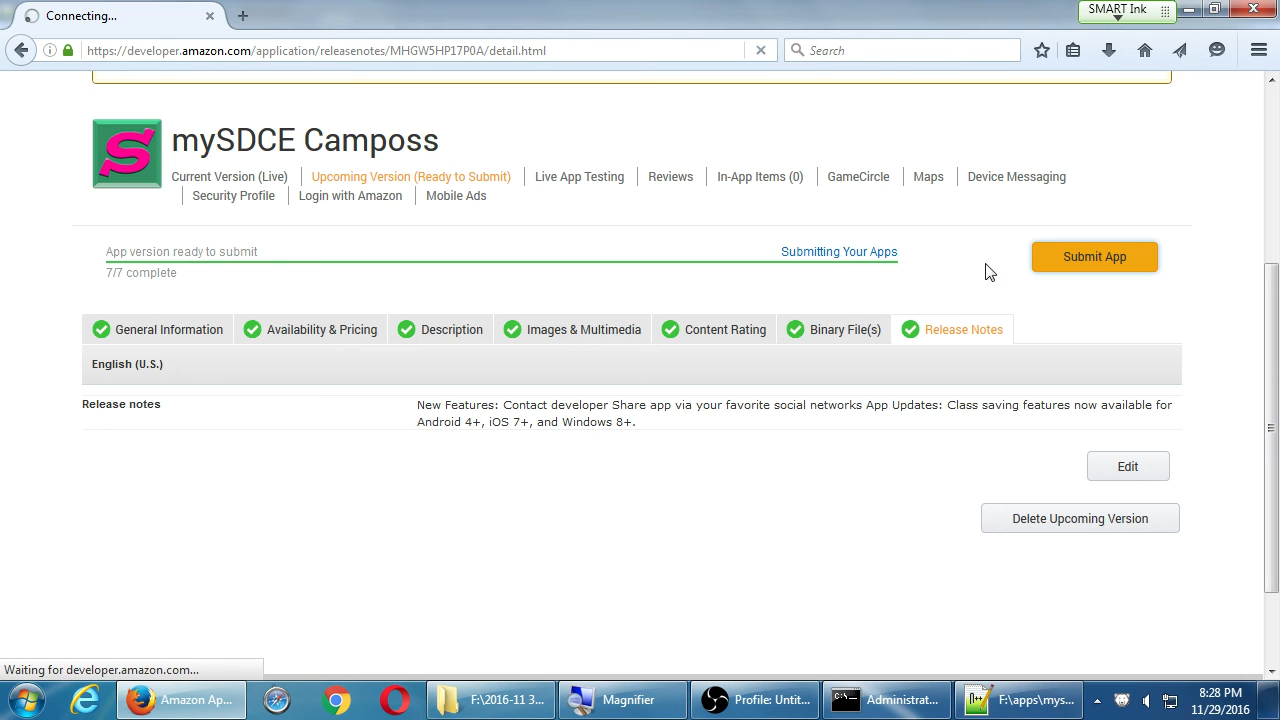 Connecting...
SMART Ink
https://developer.amazon.com/application/releasenotes/MHGW5HP17P0A/detail.html
Search
S
mySDCE Camposs
Current Version (Live)
Upcoming Version (Ready to Submit)
Live App Testing
Reviews
In-App Items (0)
GameCircle
Maps
Device Messaging
Security Profile
Login with Amazon
Mobile Ads
App version ready to submit
Submitting Your Apps
7/7 complete
Submit App
General Information
Availability & Pricing
Description
Images & Multimedia
Content Rating
Binary File(s)
Release Notes
English (U.S.)
Release notes
New Features: Contact developer Share app via your favorite social networks App Updates: Class saving features now available for
Android 4+, iOS 7+, and Windows 8+.
Edit
Delete Upcoming Version
Waiting for developer.amazon.com...
Amazon Ap...
F:\2016-11 3...
Magnifier
Profile: Untit...
C:\
Administrat...
F:\apps\mys...
8:28 PM
11/29/2016